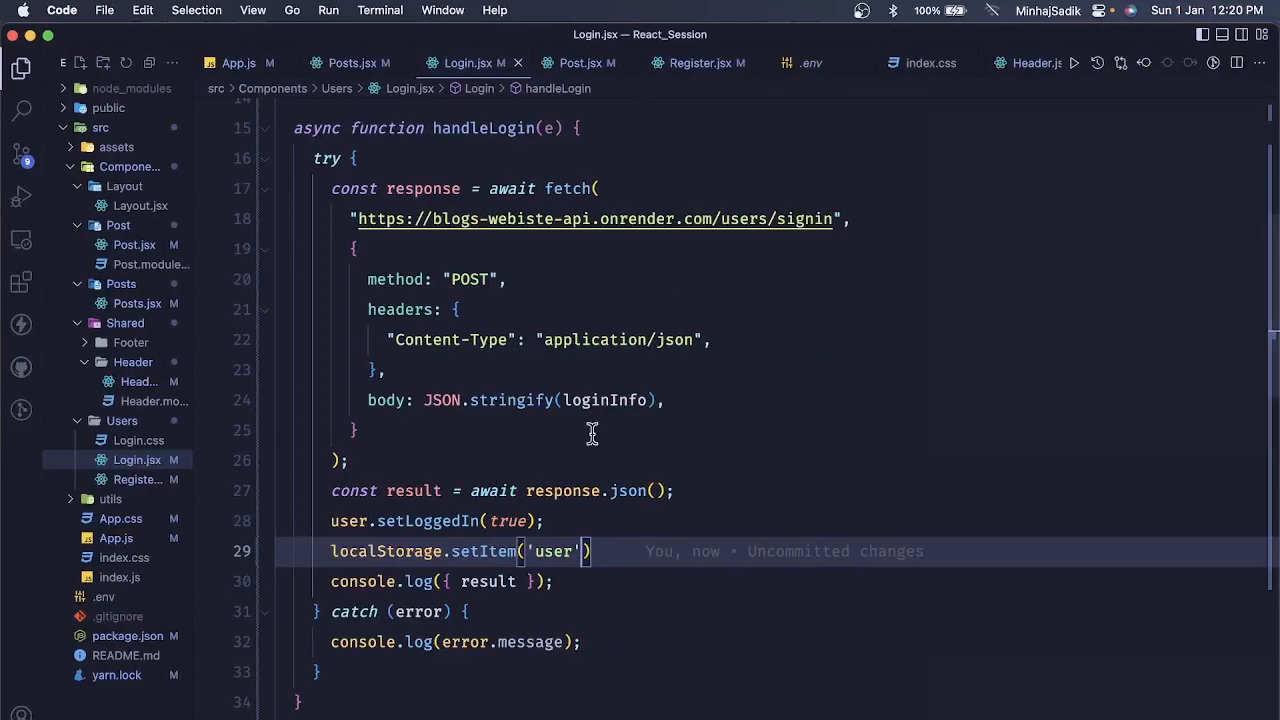 Code File Edit Selection View Go Run Terminal Window Help 100% MinhajSadik Sun 1 Jan 12:20 PM
Login.jsx — React_Session
E App.js M Posts.jsx M Login.jsx M Post.jsx M Register.jsx M .env index.css Header.js
src Components Users Login.jsx Login handleLogin
node_modules
public
src
assets
Compone...
Layout
Layout.jsx
Post
Post.jsx M
Post.module...
Posts
Posts.jsx M
Shared
Footer
Header
Head... M
Header.mo...
Users
Login.css
Login.jsx M
Registe... M
utils
App.css M
App.js M
index.css
index.js
.env
.gitignore
package.json M
README.md
yarn.lock M
9
14
15 async function handleLogin(e) {
16 try {
17 const response = await fetch(
18 "https://blogs-webiste-api.onrender.com/users/signin",
19 {
20 method: "POST",
21 headers: {
22 "Content-Type": "application/json",
23 },
24 body: JSON.stringify(loginInfo),
25 }
26 );
27 const result = await response.json();
28 user.setLoggedIn(true);
29 localStorage.setItem('user') You, now • Uncommitted changes
30 console.log({ result });
31 } catch (error) {
32 console.log(error.message);
33 }
34 }